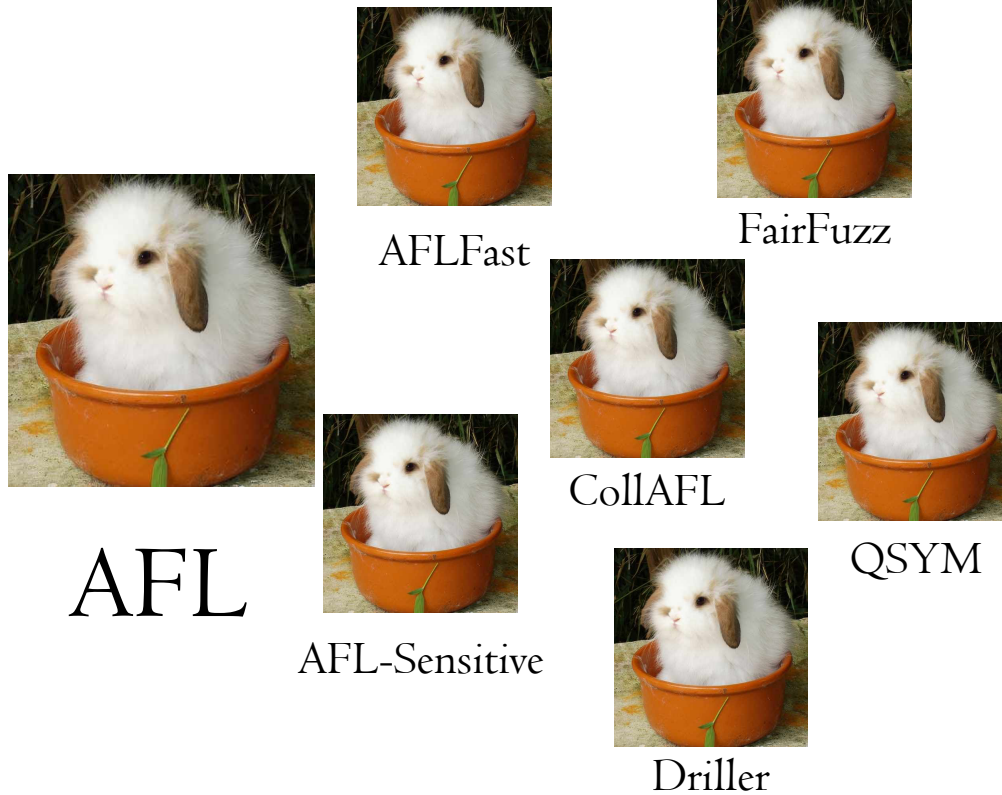 AFLFast
FairFuzz
CollAFL
QSYM
AFL
AFL-Sensitive
Driller